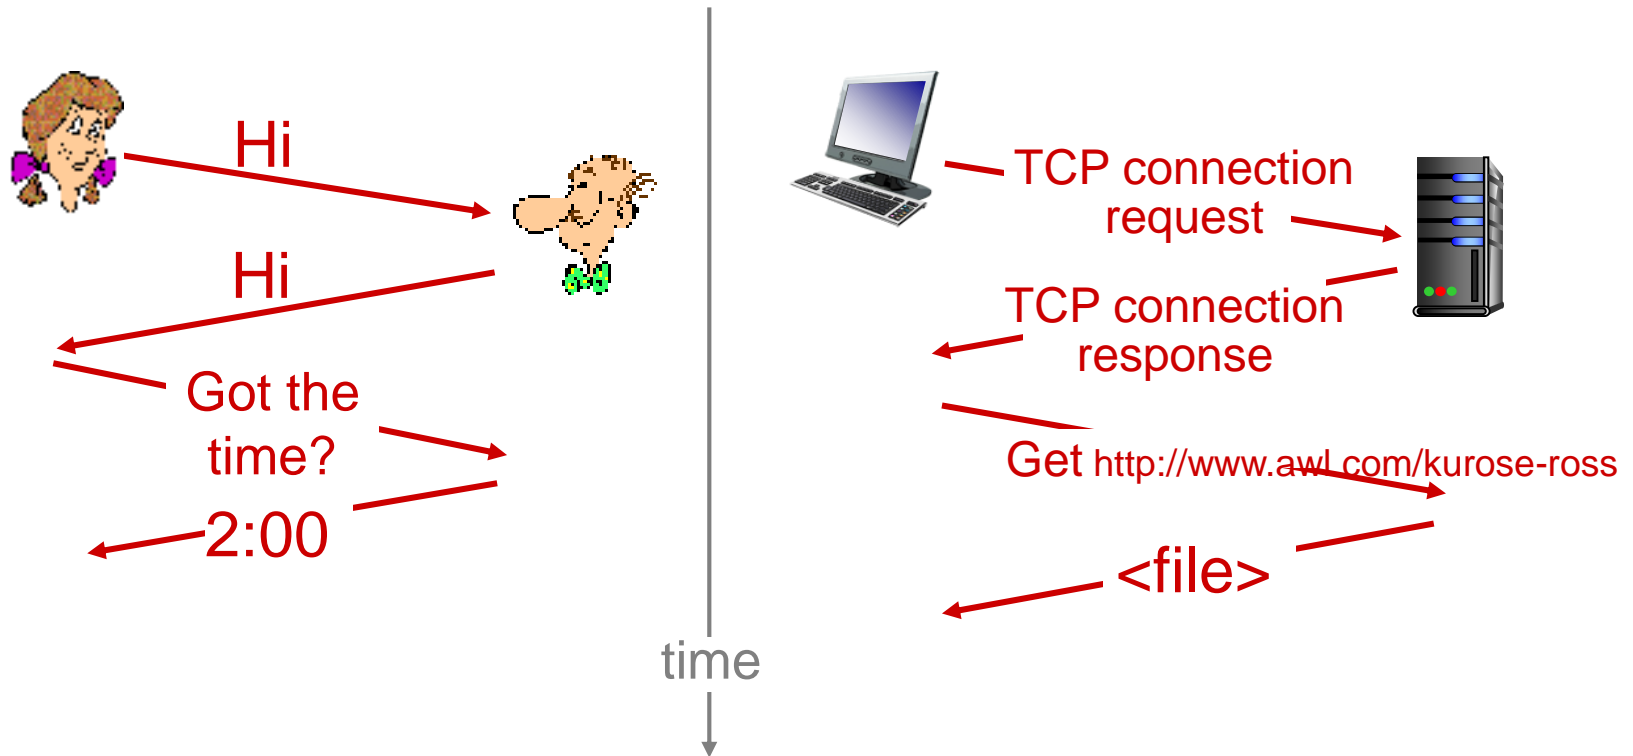 Hi
Hi
Got the
time?
2:00
time
TCP connection
request
TCP connection
response
Get http://www.awl.com/kurose-ross
<file>